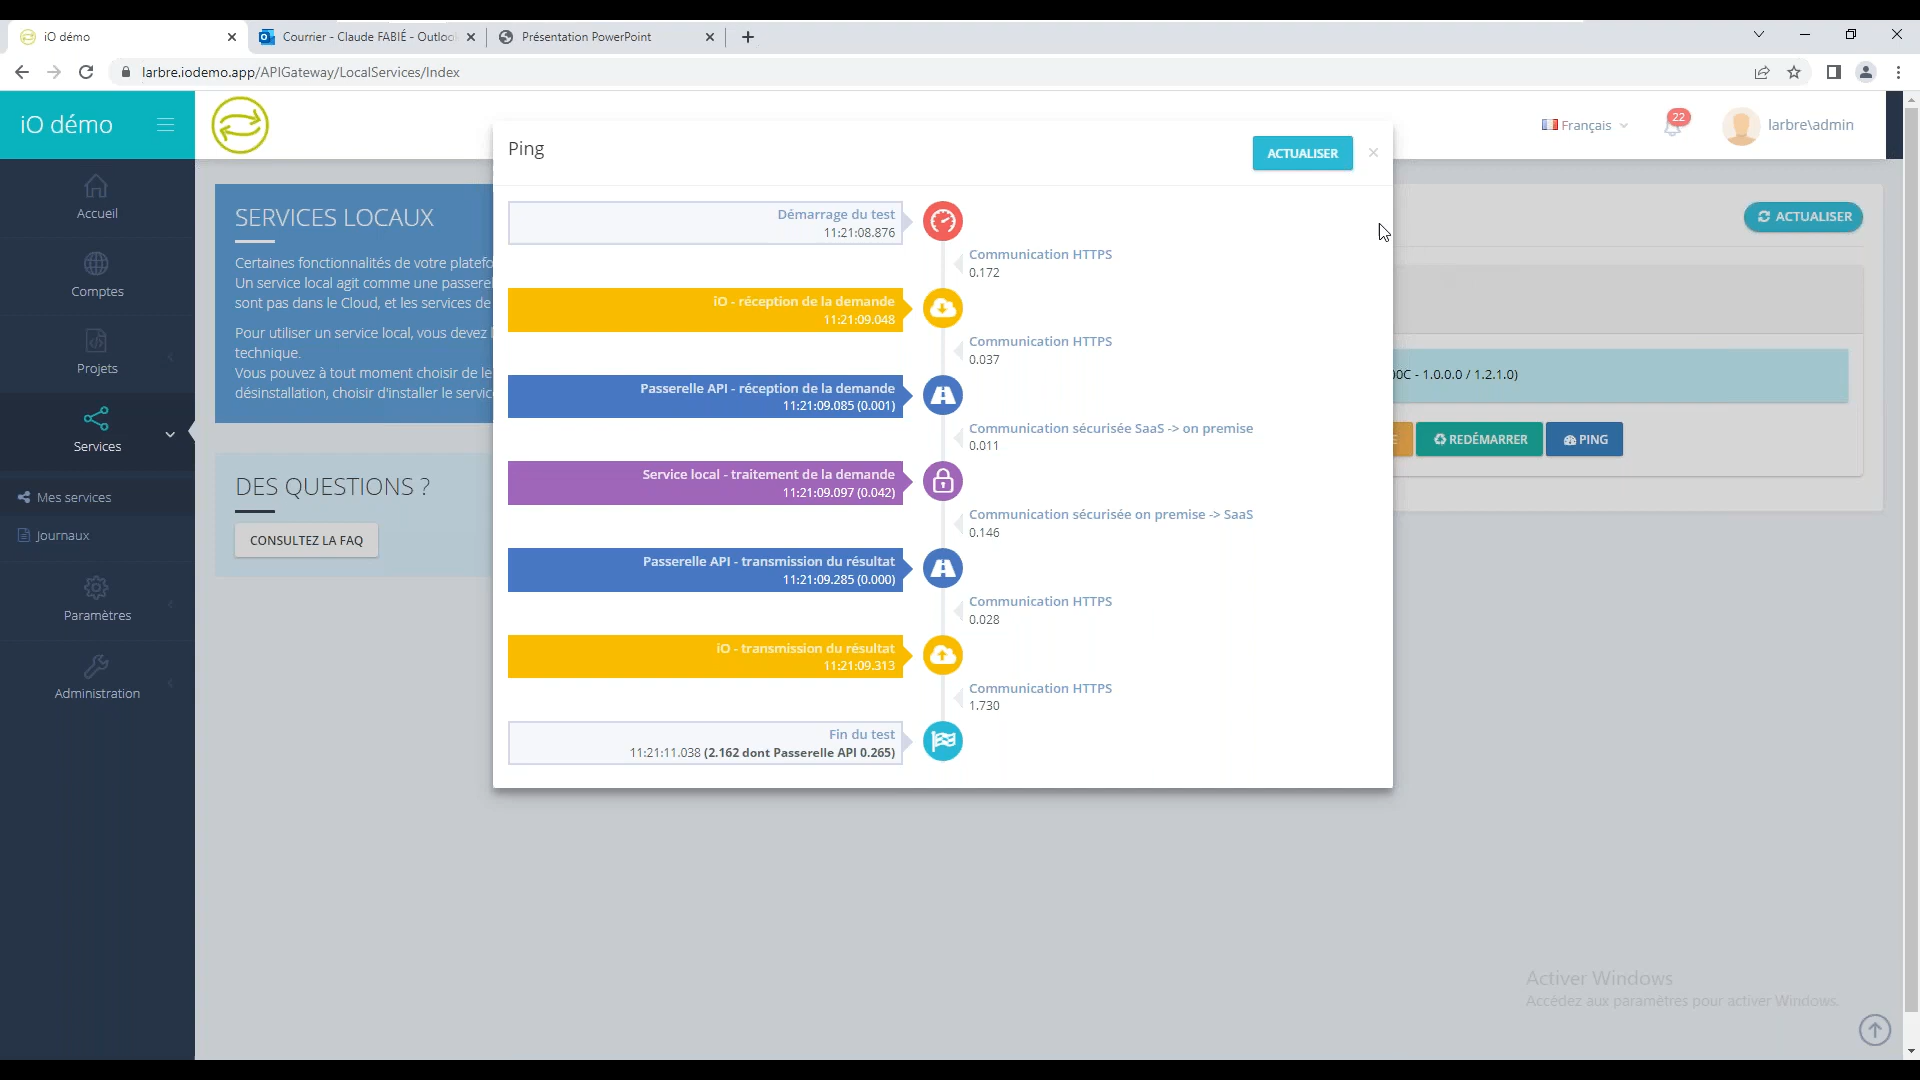 iO démo
Courrier - Claude FABIÉ - Outlo
Présentation PowerPoint
larbre.iodemo.app/APIGateway/LocalServices/Index
iO démo
Français
22
larbre\admin
Accueil
Comptes
Projets
Services
Mes services
Journaux
Paramètres
Administration
SERVICES LOCAUX
Certaines fonctionnalités de votre platefo
Un service local agit comme une passerel
sont pas dans le Cloud, et les services de
Pour utiliser un service local, vous devez
technique.
Vous pouvez à tout moment choisir de le
désinstallation, choisir d'installer le servic
DES QUESTIONS ?
CONSULTEZ LA FAQ
Ping
ACTUALISER
×
Démarrage du test
11:21:08.876
Communication HTTPS
0.172
iO - réception de la demande
11:21:09.048
Communication HTTPS
0.037
Passerelle API - réception de la demande
11:21:09.085 (0.001)
Communication sécurisée SaaS -> on premise
0.011
Service local - traitement de la demande
11:21:09.097 (0.042)
Communication sécurisée on premise -> SaaS
0.146
Passerelle API - transmission du résultat
11:21:09.285 (0.000)
Communication HTTPS
0.028
iO - transmission du résultat
11:21:09.313
Communication HTTPS
1.730
Fin du test
11:21:11.038 (2.162 dont Passerelle API 0.265)
ACTUALISER
0C - 1.0.0.0 / 1.2.1.0)
E
REDÉMARRER
PING
Activer Windows
Accédez aux paramètres pour activer Windows.